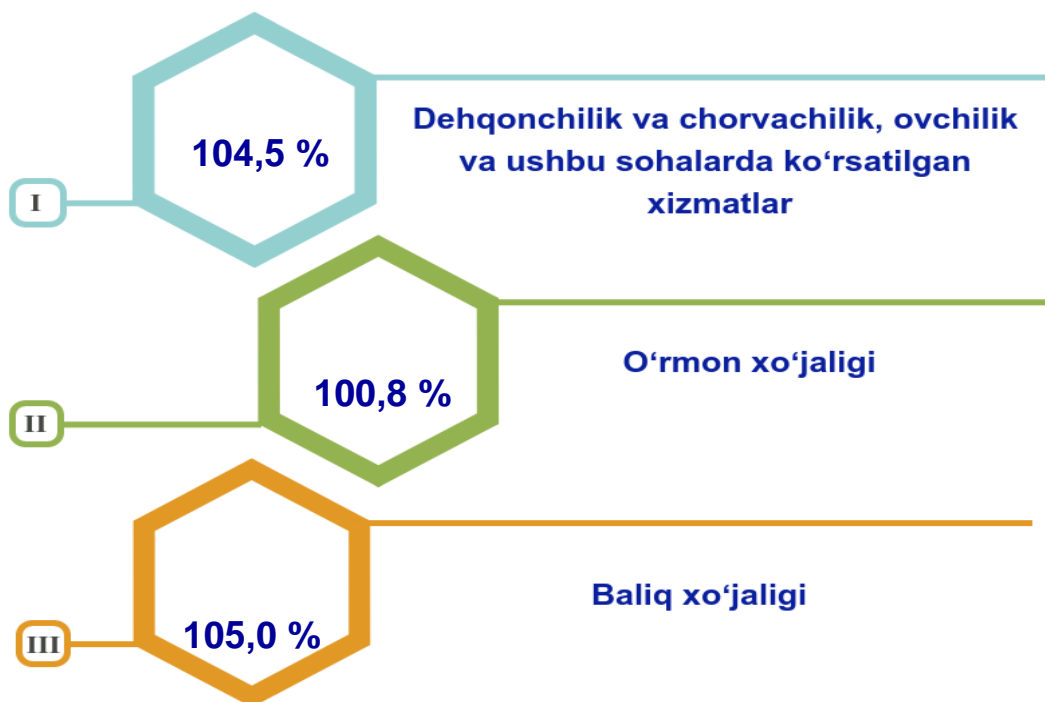 104,5 %
Dehqonchilik va chorvachilik, ovchilik
va ushbu sohalarda ko‘rsatilgan
xizmatlar
I
O‘rmon xo‘jaligi
100,8 %
II
Baliq xo‘jaligi
105,0 %
III